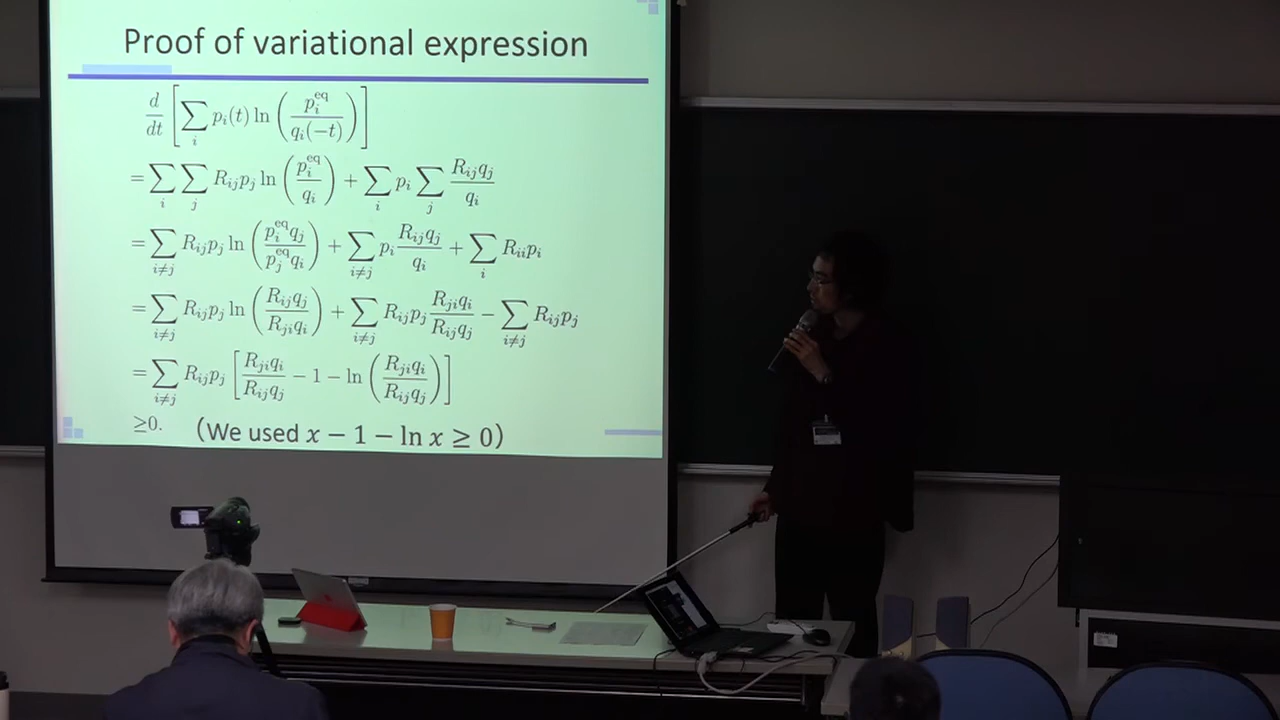 Proof of variational expression
d/dt [ ∑_i p_i(t) ln ( p_i^eq / q_i(−t) ) ]
= ∑_i ∑_j R_ij p_j ln ( p_i^eq / q_i ) + ∑_i p_i ∑_j R_ij q_j / q_i
= ∑_{i≠j} R_ij p_j ln ( p_i^eq q_j / p_j^eq q_i ) + ∑_{i≠j} p_i R_ij q_j / q_i + ∑_i R_ii p_i
= ∑_{i≠j} R_ij p_j ln ( R_ij q_j / R_ji q_i ) + ∑_{i≠j} R_ij p_j R_ji q_i / R_ij q_j − ∑_{i≠j} R_ij p_j
= ∑_{i≠j} R_ij p_j [ R_ji q_i / R_ij q_j − 1 − ln ( R_ji q_i / R_ij q_j ) ]
≥0. (We used x − 1 − ln x ≥ 0)